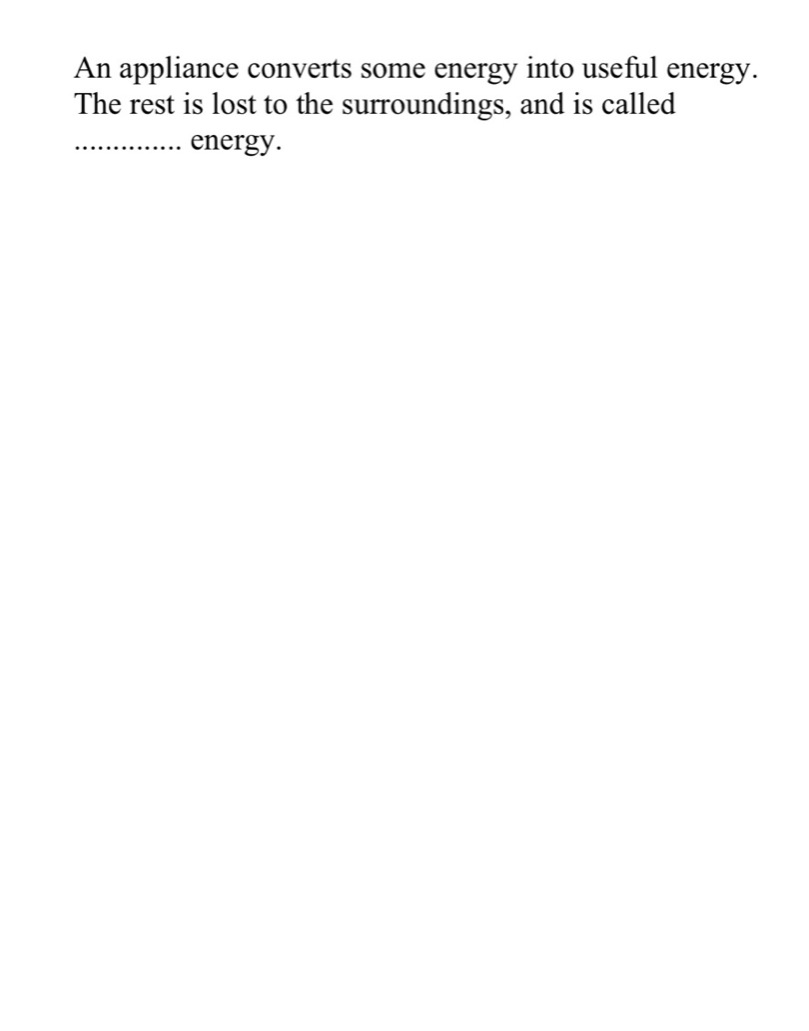 An appliance converts some energy into useful energy.
The rest is lost to the surroundings, and is called
.............. energy.